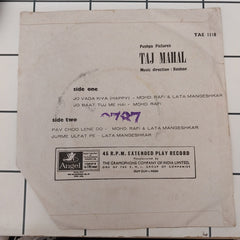 TAE 1118
Pushpa Pictures
TAJ MAHAL
Music direction : Roshan
side one
JO VADA KIYA (HAPPY) - MOHD RAFI & LATA MANGESHKAR
JO BAAT TUJ ME HAI - MOHD RAFI
side two
PAV CHOO LENE DO - MOHD RAFI & LATA MANGESHKAR
JURME ULFAT PE - LATA MANGESHKAR
Angel
45 R.P.M. EXTENDED PLAY RECORD
THE GRAMOPHONE COMPANY OF INDIA LIMITED,